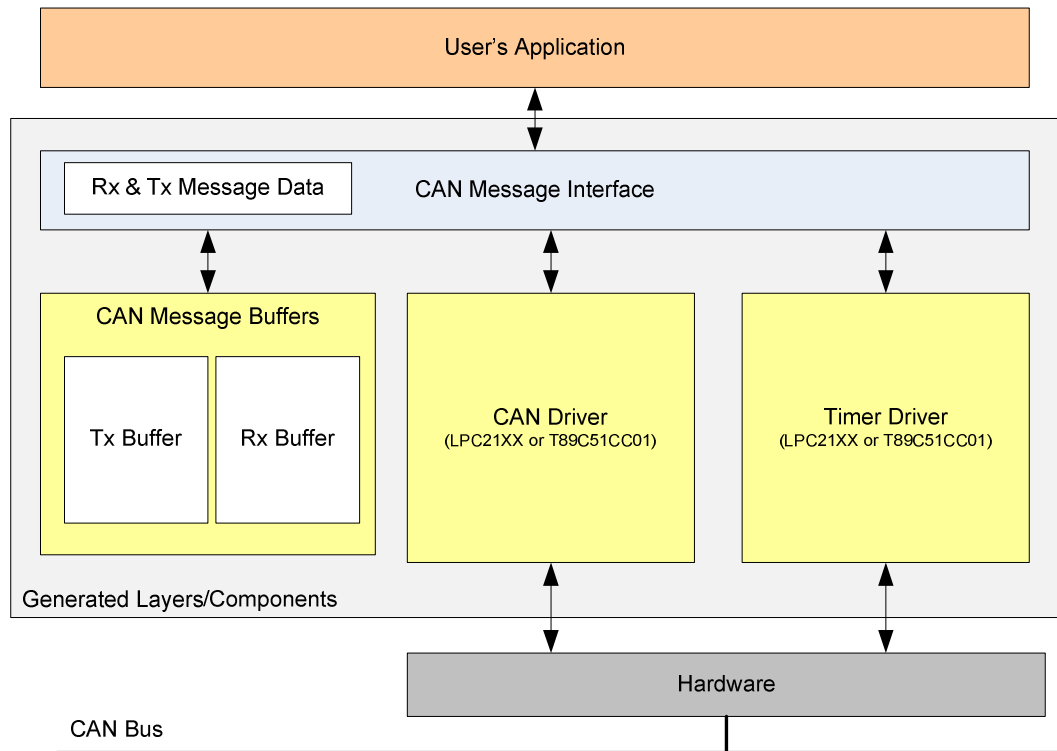 User's Application
Rx & Tx Message Data
CAN Message Interface
CAN Message Buffers
Tx Buffer
Rx Buffer
CAN Driver
(LPC21XX or T89C51CC01)
Timer Driver
(LPC21XX or T89C51CC01)
Generated Layers/Components
Hardware
CAN Bus